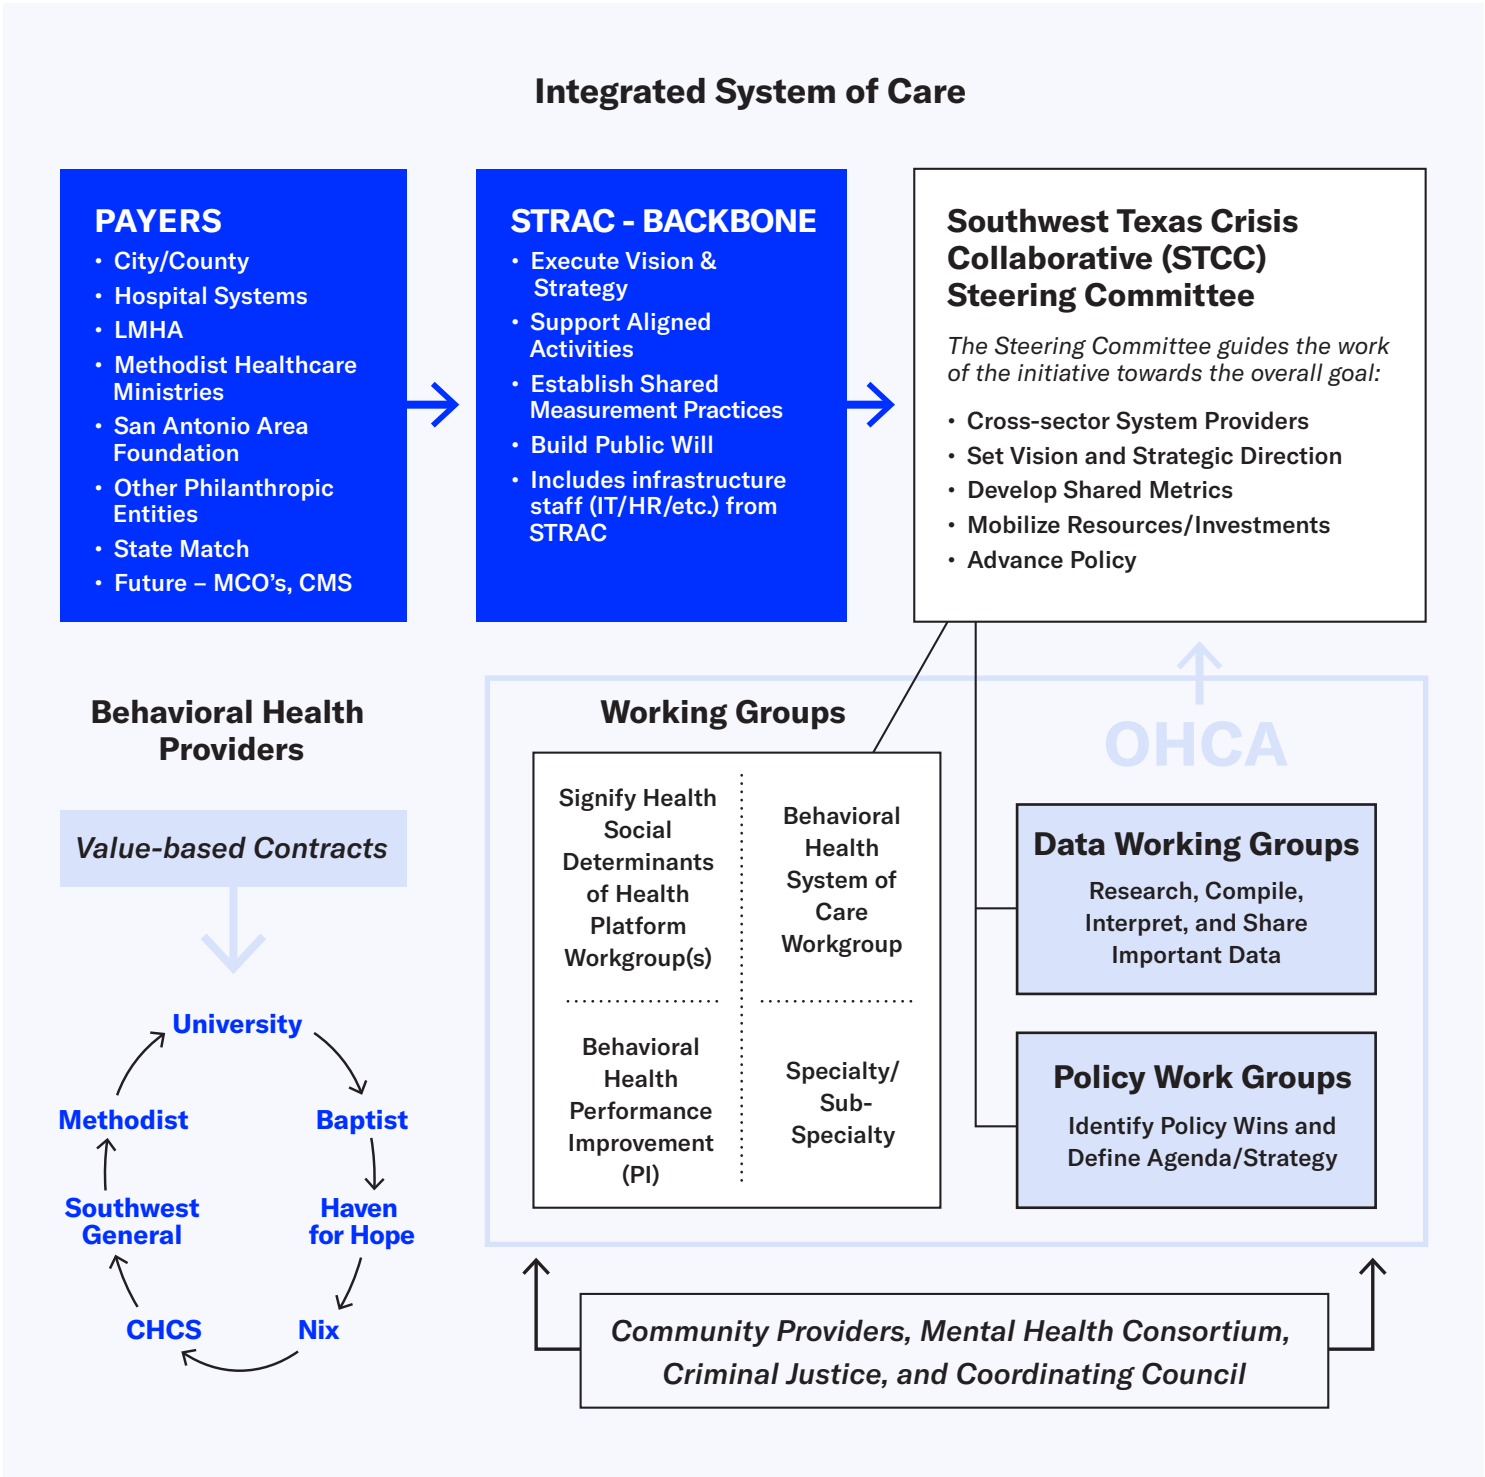 Integrated System of Care
PAYERS
• City/County
• Hospital Systems
• LMHA
• Methodist Healthcare
Ministries
• San Antonio Area
Foundation
• Other Philanthropic
Entities
• State Match
• Future – MCO’s, CMS
STRAC - BACKBONE
• Execute Vision &
Strategy
• Support Aligned
Activities
• Establish Shared
Measurement Practices
• Build Public Will
• Includes infrastructure
staff (IT/HR/etc.) from
STRAC
Southwest Texas Crisis
Collaborative (STCC)
Steering Committee
The Steering Committee guides the work
of the initiative towards the overall goal:
• Cross-sector System Providers
• Set Vision and Strategic Direction
• Develop Shared Metrics
• Mobilize Resources/Investments
• Advance Policy
Behavioral Health
Providers
Value-based Contracts
University
Baptist
Haven
for Hope
Nix
CHCS
Southwest
General
Methodist
Working Groups
Signify Health
Social
Determinants
of Health
Platform
Workgroup(s)
Behavioral
Health
System of
Care
Workgroup
Behavioral
Health
Performance
Improvement
(PI)
Specialty/
Sub-
Specialty
OHCA
Data Working Groups
Research, Compile,
Interpret, and Share
Important Data
Policy Work Groups
Identify Policy Wins and
Define Agenda/Strategy
Community Providers, Mental Health Consortium,
Criminal Justice, and Coordinating Council